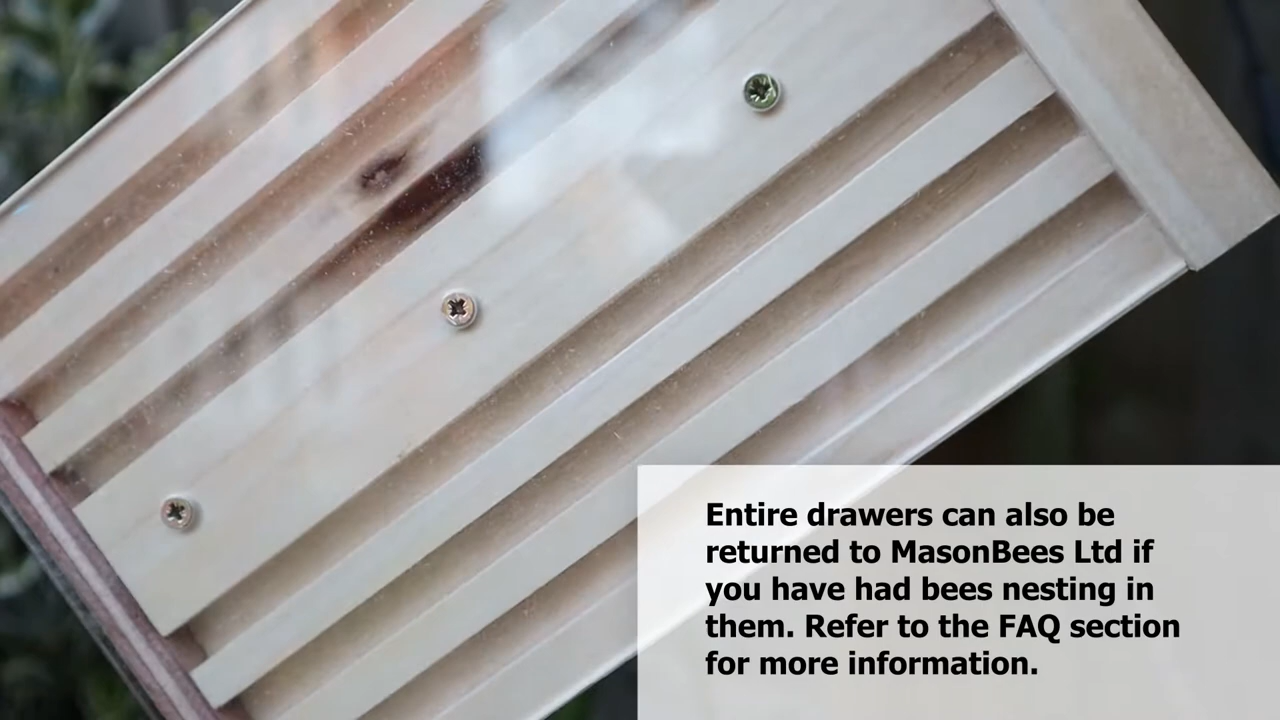 Entire drawers can also be
returned to MasonBees Ltd if
you have had bees nesting in
them. Refer to the FAQ section
for more information.